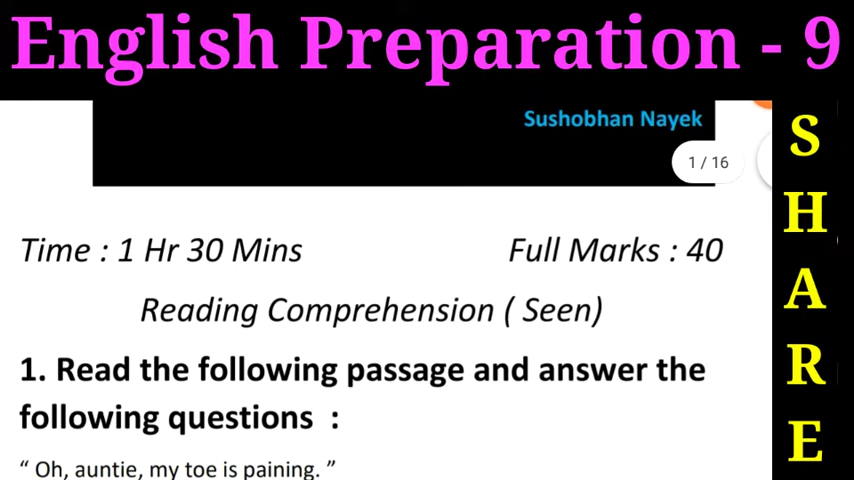 English Preparation - 9
Sushobhan Nayek
1 / 16
Time : 1 Hr 30 Mins Full Marks : 40
Reading Comprehension ( Seen)
1. Read the following passage and answer the
following questions :
“ Oh, auntie, my toe is paining. ”
S
H
A
R
E